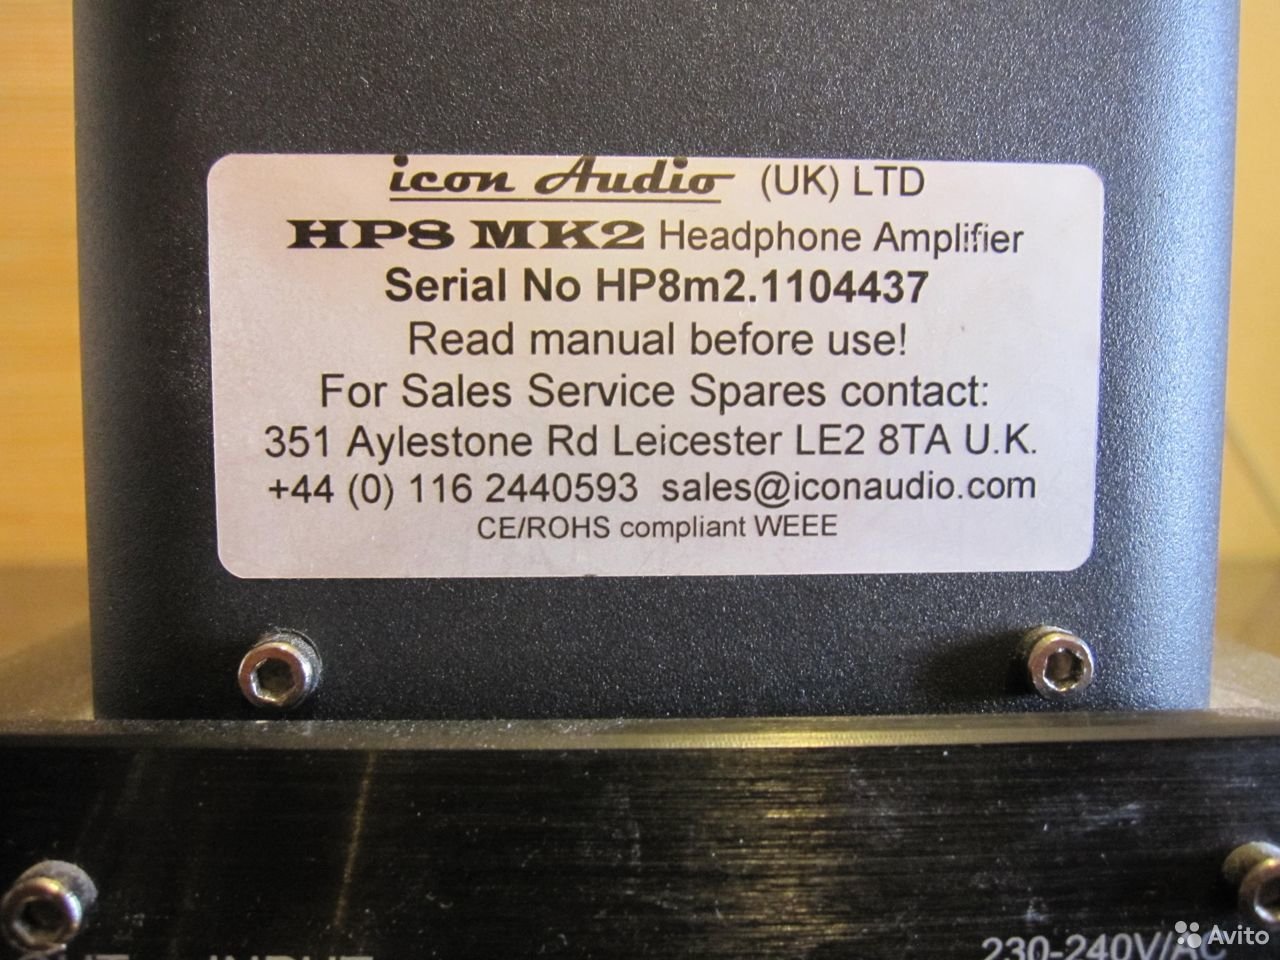 icon Audio (UK) LTD
HP8 MK2 Headphone Amplifier
Serial No HP8m2.1104437
Read manual before use!
For Sales Service Spares contact:
351 Aylestone Rd Leicester LE2 8TA U.K.
+44 (0) 116 2440593 sales@iconaudio.com
CE/ROHS compliant WEEE
INPUT 230-240V/AC
Avito